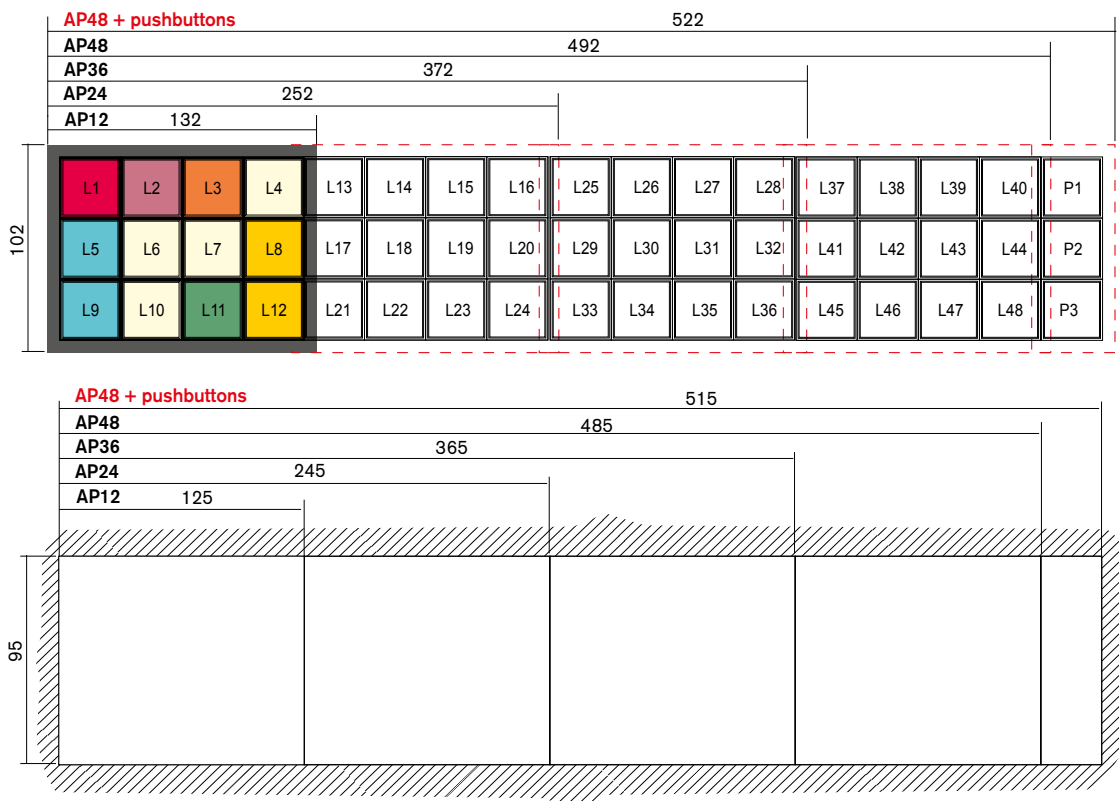 AP48 + pushbuttons 522
AP48 492
AP36 372
AP24 252
AP12 132
L1 L2 L3 L4 L13 L14 L15 L16 L25 L26 L27 L28 L37 L38 L39 L40 P1
102
L5 L6 L7 L8 L17 L18 L19 L20 L29 L30 L31 L32 L41 L42 L43 L44 P2
L9 L10 L11 L12 L21 L22 L23 L24 L33 L34 L35 L36 L45 L46 L47 L48 P3
AP48 + pushbuttons 515
AP48 485
AP36 365
AP24 245
AP12 125
95